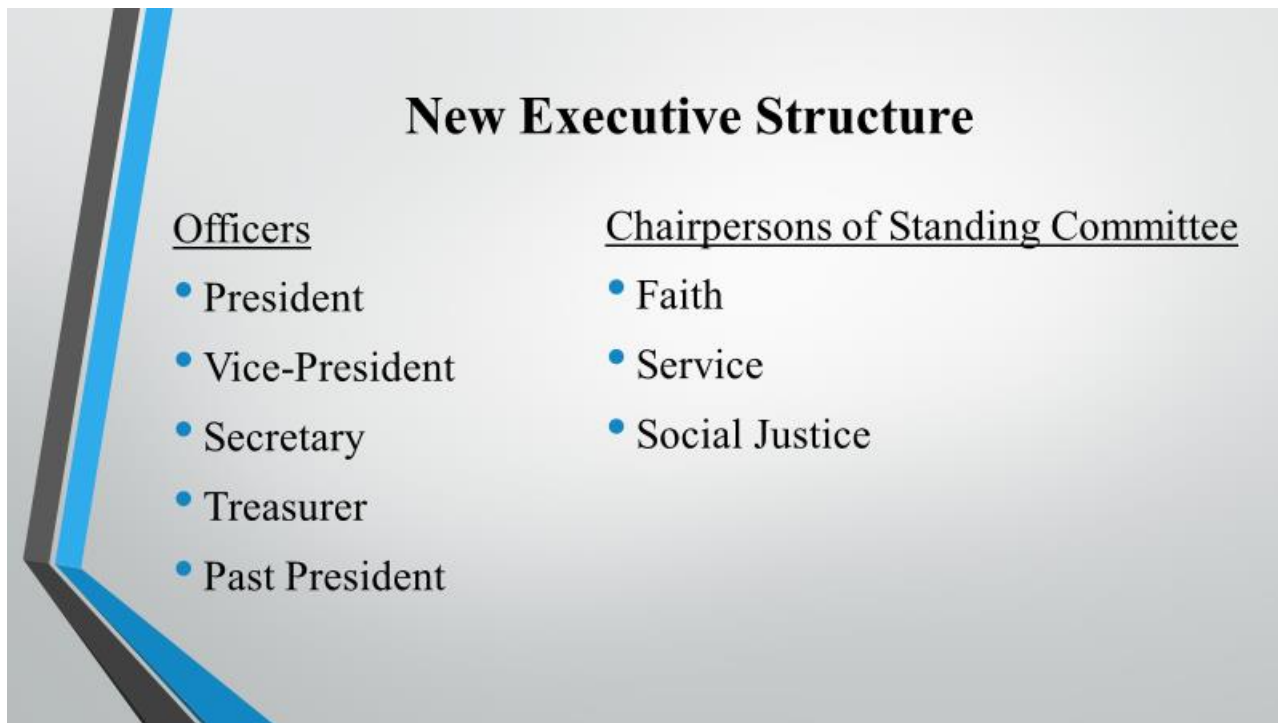 New Executive Structure
Officers
• President
• Vice-President
• Secretary
• Treasurer
• Past President
Chairpersons of Standing Committee
• Faith
• Service
• Social Justice